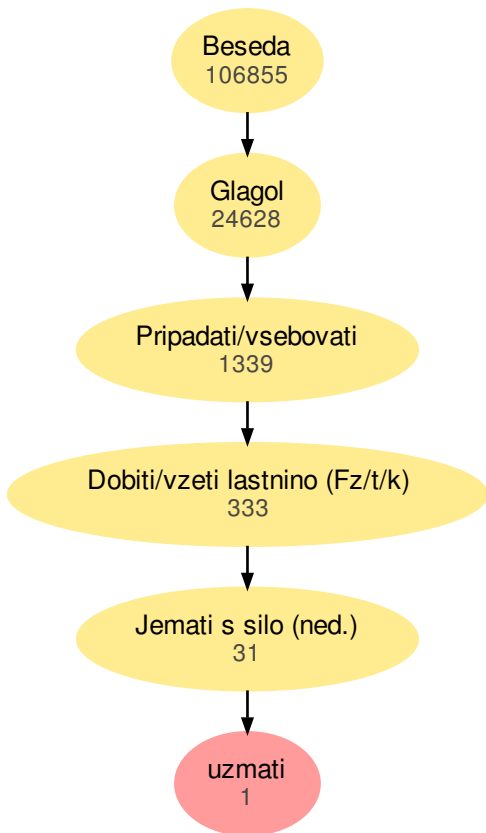 Beseda
106855
Glagol
24628
Pripadati/vsebovati
1339
Dobiti/vzeti lastnino (Fz/t/k)
333
Jemati s silo (ned.)
31
uzmati
1